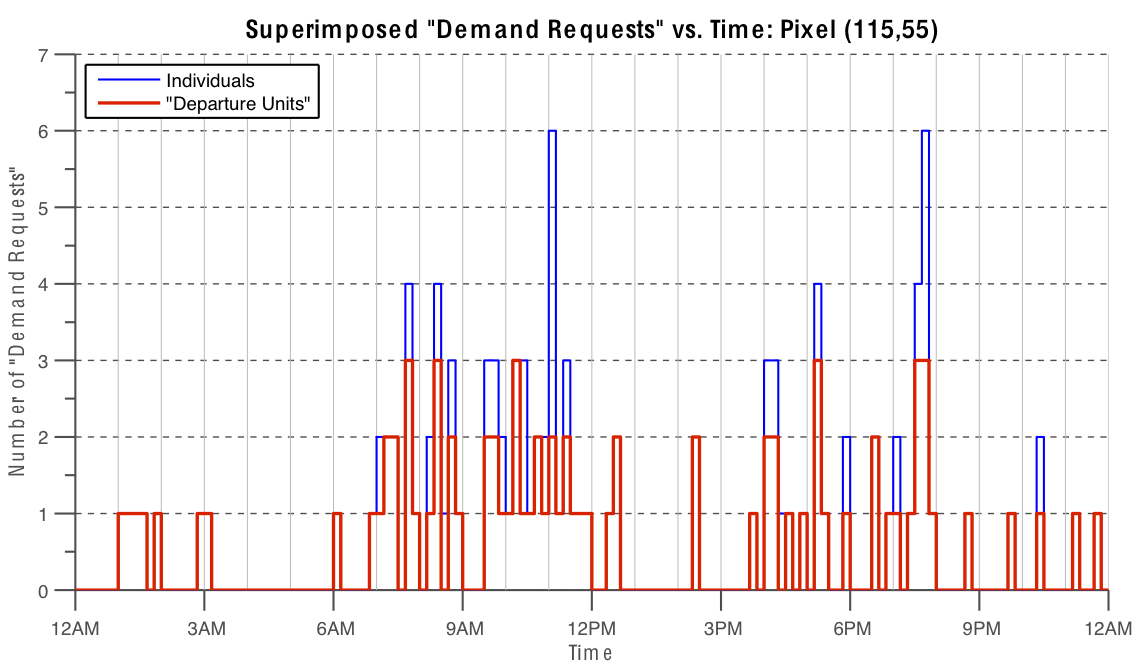 Superimposed "Demand Requests" vs. Time: Pixel (115,55)
Individuals
"Departure Units"
Number of "Demand Requests"
7
6
5
4
3
2
1
0
12AM 3AM 6AM 9AM 12PM 3PM 6PM 9PM 12AM
Time